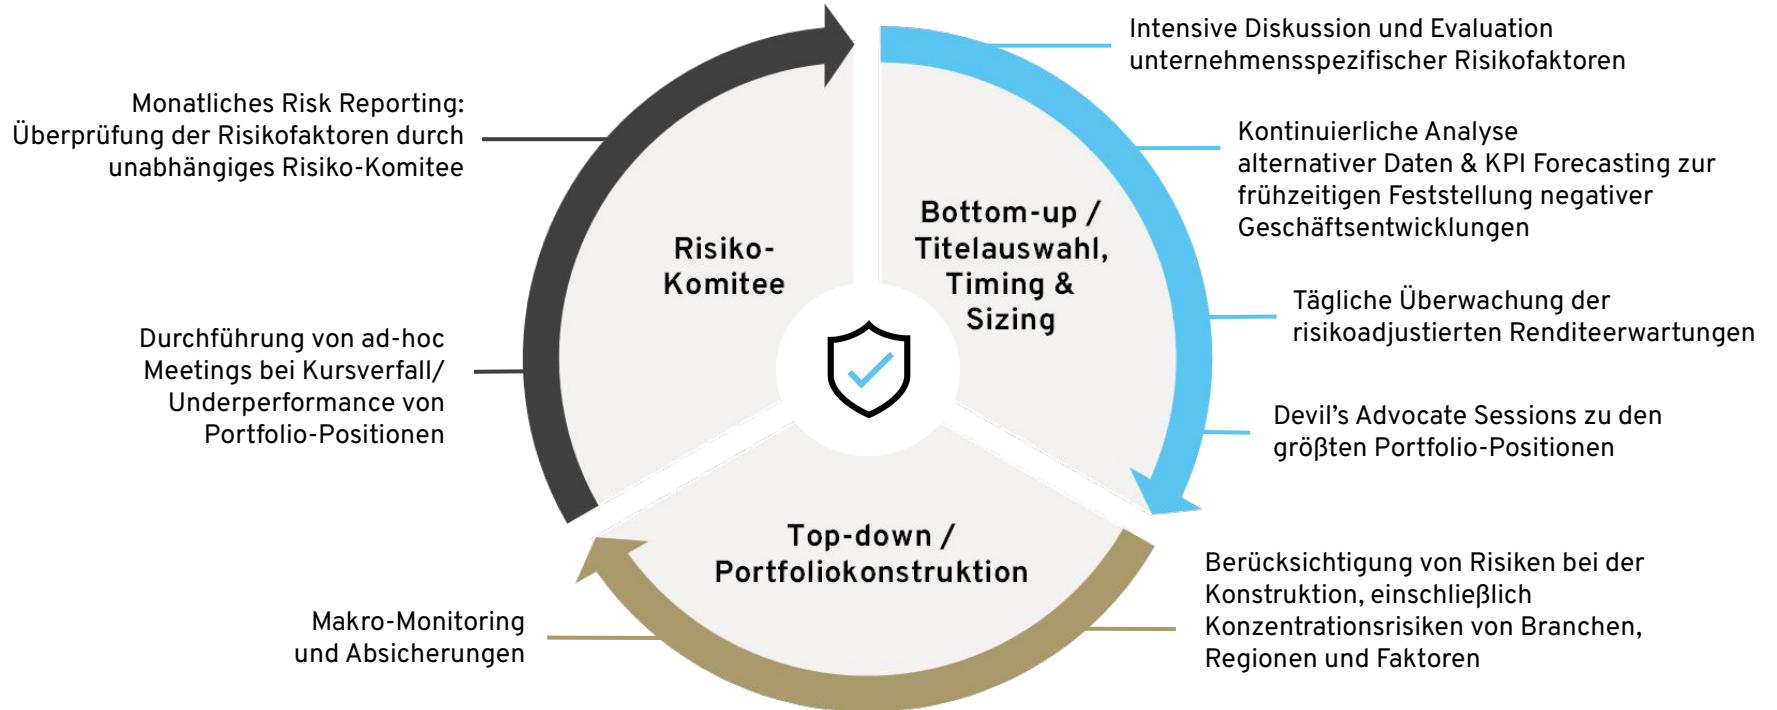 Intensive Diskussion und Evaluation
unternehmensspezifischer Risikofaktoren
Monatliches Risk Reporting:
Überprüfung der Risikofaktoren durch
unabhängiges Risiko-Komitee
Kontinuierliche Analyse
alternativer Daten & KPI Forecasting zur
frühzeitigen Feststellung negativer
Geschäftsentwicklungen
Risiko-
Komitee
Bottom-up /
Titelauswahl,
Timing &
Sizing
Tägliche Überwachung der
risikoadjustierten Renditeerwartungen
Durchführung von ad-hoc
Meetings bei Kursverfall/
Underperformance von
Portfolio-Positionen
Devil’s Advocate Sessions zu den
größten Portfolio-Positionen
Top-down /
Portfoliokonstruktion
Berücksichtigung von Risiken bei der
Konstruktion, einschließlich
Konzentrationsrisiken von Branchen,
Regionen und Faktoren
Makro-Monitoring
und Absicherungen